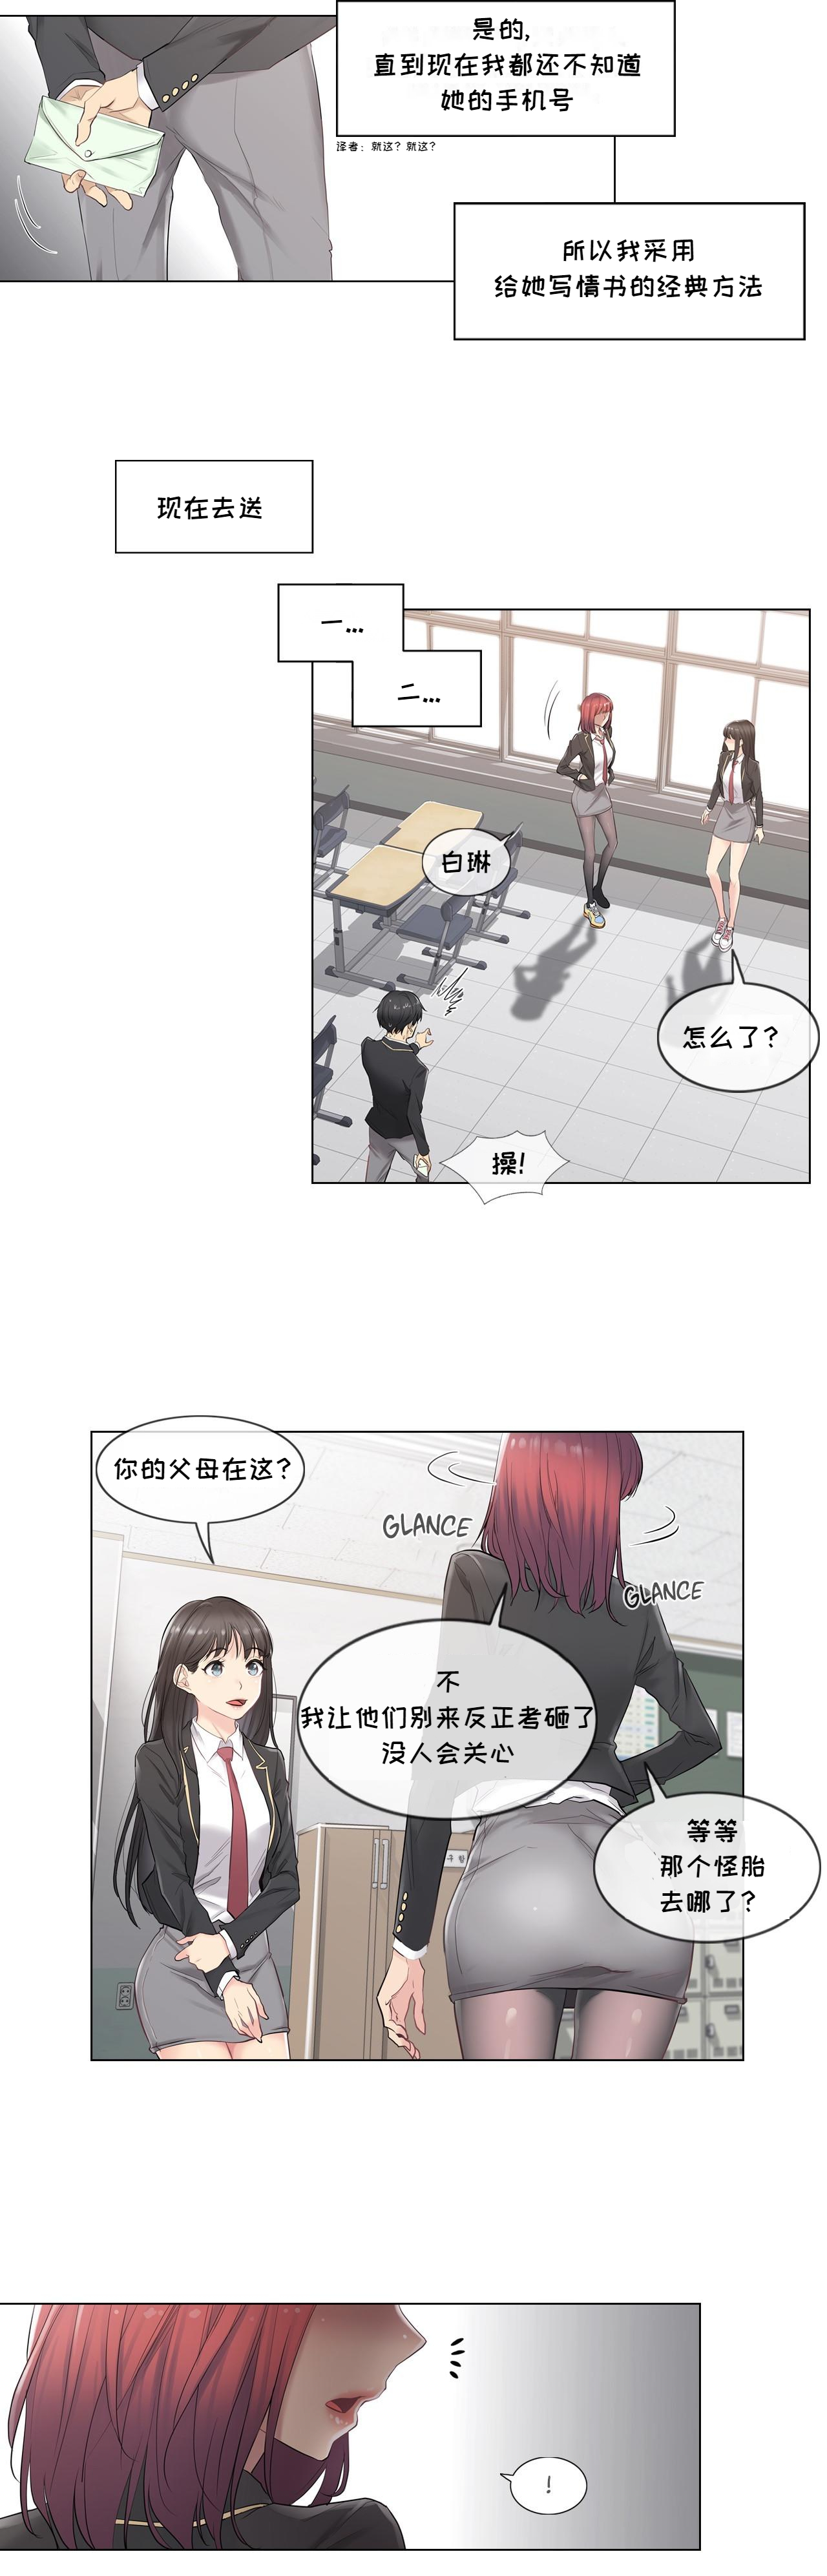 是的，
直到现在我都还不知道
她的手机号
译者：就这？就这？
所以我采用
给她写情书的经典方法
现在去送
一...
二...
白琳
怎么了？
操!
你的父母在这？
GLANCE
GLANCE
不
我让他们别来反正考砸了
没人会关心
等等
那个怪胎
去哪了？
!